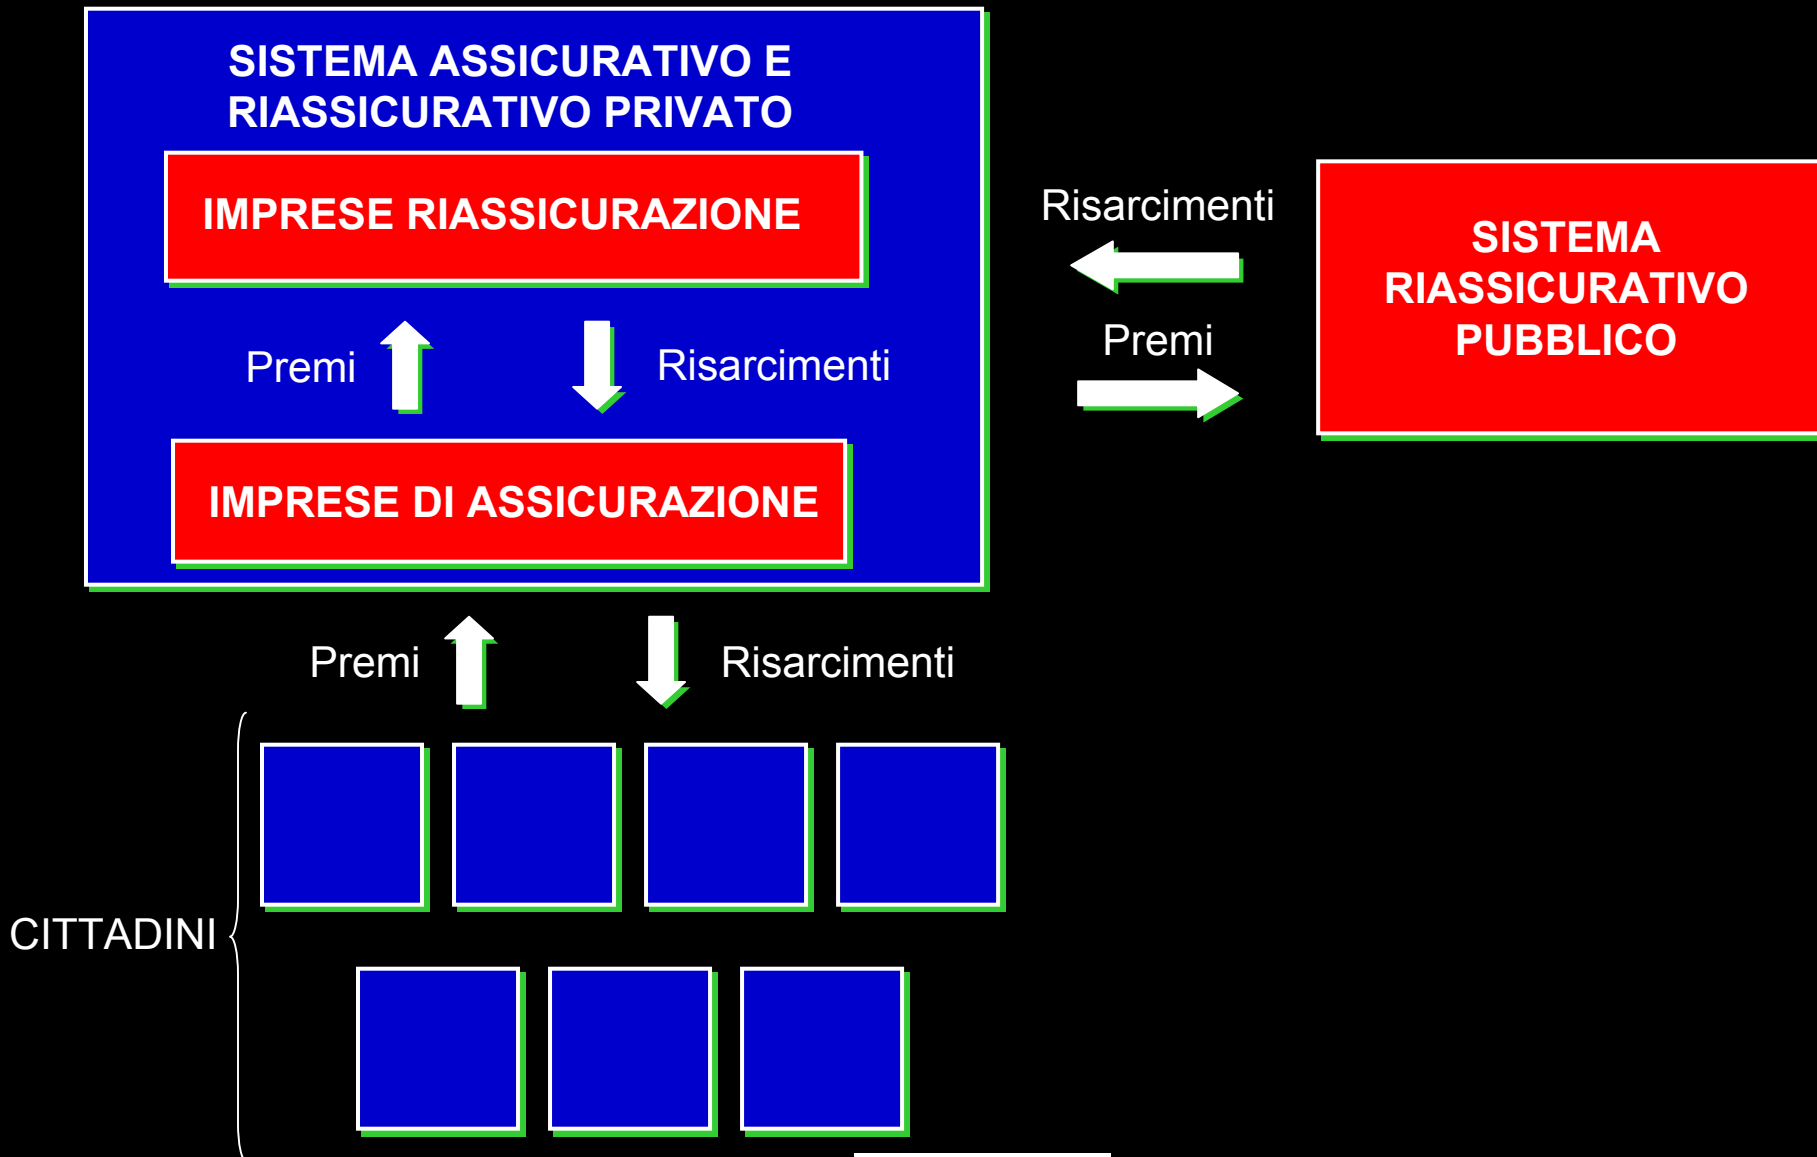 SISTEMA ASSICURATIVO E
RIASSICURATIVO PRIVATO
IMPRESE RIASSICURAZIONE
Premi
Risarcimenti
IMPRESE DI ASSICURAZIONE
Risarcimenti
Premi
SISTEMA
RIASSICURATIVO
PUBBLICO
Premi
Risarcimenti
CITTADINI